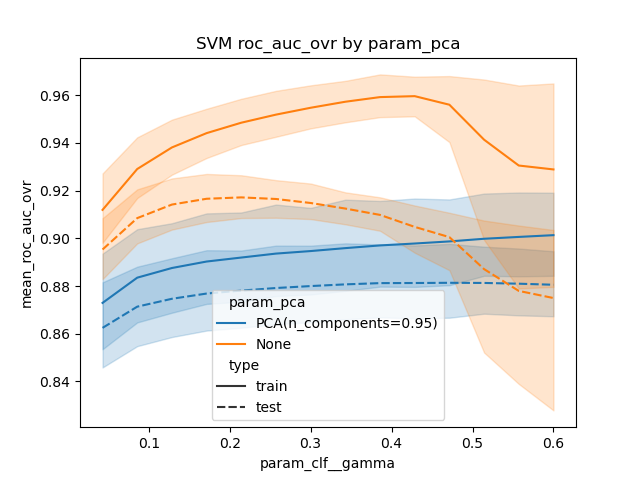 SVM roc_auc_ovr by param_pca
mean_roc_auc_ovr
0.96
0.94
0.92
0.90
0.88
0.86
0.84
param_pca
PCA(n_components=0.95)
None
type
train
test
0.1 0.2 0.3 0.4 0.5 0.6
param_clf__gamma